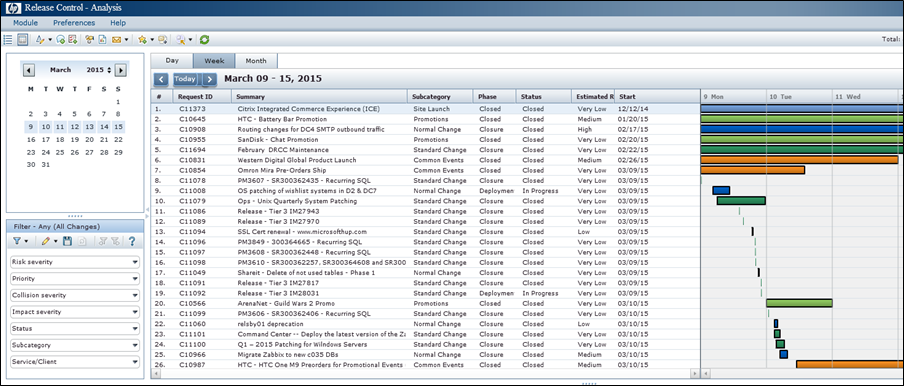 hp Release Control - Analysis
Module Preferences Help
Total:
March 2015
M T W T F S S
1
2 3 4 5 6 7 8
9 10 11 12 13 14 15
16 17 18 19 20 21 22
23 24 25 26 27 28 29
30 31
Filter - Any (All Changes)
Risk severity
Priority
Collision severity
Impact severity
Status
Subcategory
Service/Client
Day Week Month
Today March 09 - 15, 2015
# Request ID Summary Subcategory Phase Status Estimated R Start 9 Mon 10 Tue 11 Wed
1. C11373 Citrix Integrated Commerce Experience (ICE) Site Launch Closed Closed Very Low 12/12/14
2. C10645 HTC - Battery Bar Promotion Promotions Closed Closed Medium 01/20/15
3. C10908 Routing changes for DC4 SMTP outbound traffic Normal Change Closure Closed High 02/17/15
4. C10955 SanDisk - Chat Promotion Promotions Closed Closed Very Low 02/20/15
5. C11694 February DRCC Maintenance Standard Change Closure Closed Very Low 02/22/15
6. C10831 Western Digital Global Product Launch Common Events Closed Closed Medium 02/26/15
7. C10854 Omron Mira Pre-Orders Ship Common Events Closed Closed Very Low 03/03/15
8. C11078 PM3607 - SR300362435 - Recurring SQL Standard Change Closure Closed Very Low 03/09/15
9. C11008 OS patching of wishlist systems in D2 & DC7 Normal Change Deploymen In Progress Very Low 03/09/15
10. C11079 Ops - Unix Quarterly System Patching Standard Change Closure Closed Very Low 03/09/15
11. C11086 Release - Tier 3 IM27943 Standard Change Closure Closed Very Low 03/09/15
12. C11089 Release - Tier 3 IM27970 Standard Change Closure Closed Very Low 03/09/15
13. C11094 SSL Cert renewal - www.microsofthup.com Standard Change Closure Closed Low 03/09/15
14. C11096 PM3849 - 300364665 - Recurring SQL Standard Change Closure Closed Very Low 03/09/15
15. C11097 PM3608 - SR300362448 - Recurring SQL Standard Change Closure Closed Very Low 03/09/15
16. C11098 PM3610 - SR300362257, SR300364608 and SR300 Standard Change Closure Closed Very Low 03/09/15
17. C11049 Shareit - Delete of not used tables - Phase 1 Normal Change Closure Closed Very Low 03/09/15
18. C11091 Release - Tier 3 IM27817 Standard Change Closure Closed Very Low 03/09/15
19. C11092 Release - Tier 3 IM28031 Standard Change Deploymen In Progress Very Low 03/09/15
20. C10566 ArenaNet - Guild Wars 2 Promo Promotions Closed Closed Very Low 03/10/15
21. C11099 PM3606 - SR300362406 - Recurring SQL Standard Change Closure Closed Very Low 03/10/15
22. C11060 relsby01 deprecation Normal Change Closure Closed Low 03/10/15
23. C11101 Command Center -- Deploy the latest version of the Za Standard Change Closure Closed Very Low 03/10/15
24. C11100 Q1 - 2015 Patching for Windows Servers Standard Change Closure Closed Very Low 03/10/15
25. C10966 Migrate Zabbix to new c035 DBs Normal Change Closure Closed Medium 03/10/15
26. C10987 HTC - HTC One M9 Preorders for Promotional Events Common Events Closed Closed Very Low 03/10/15